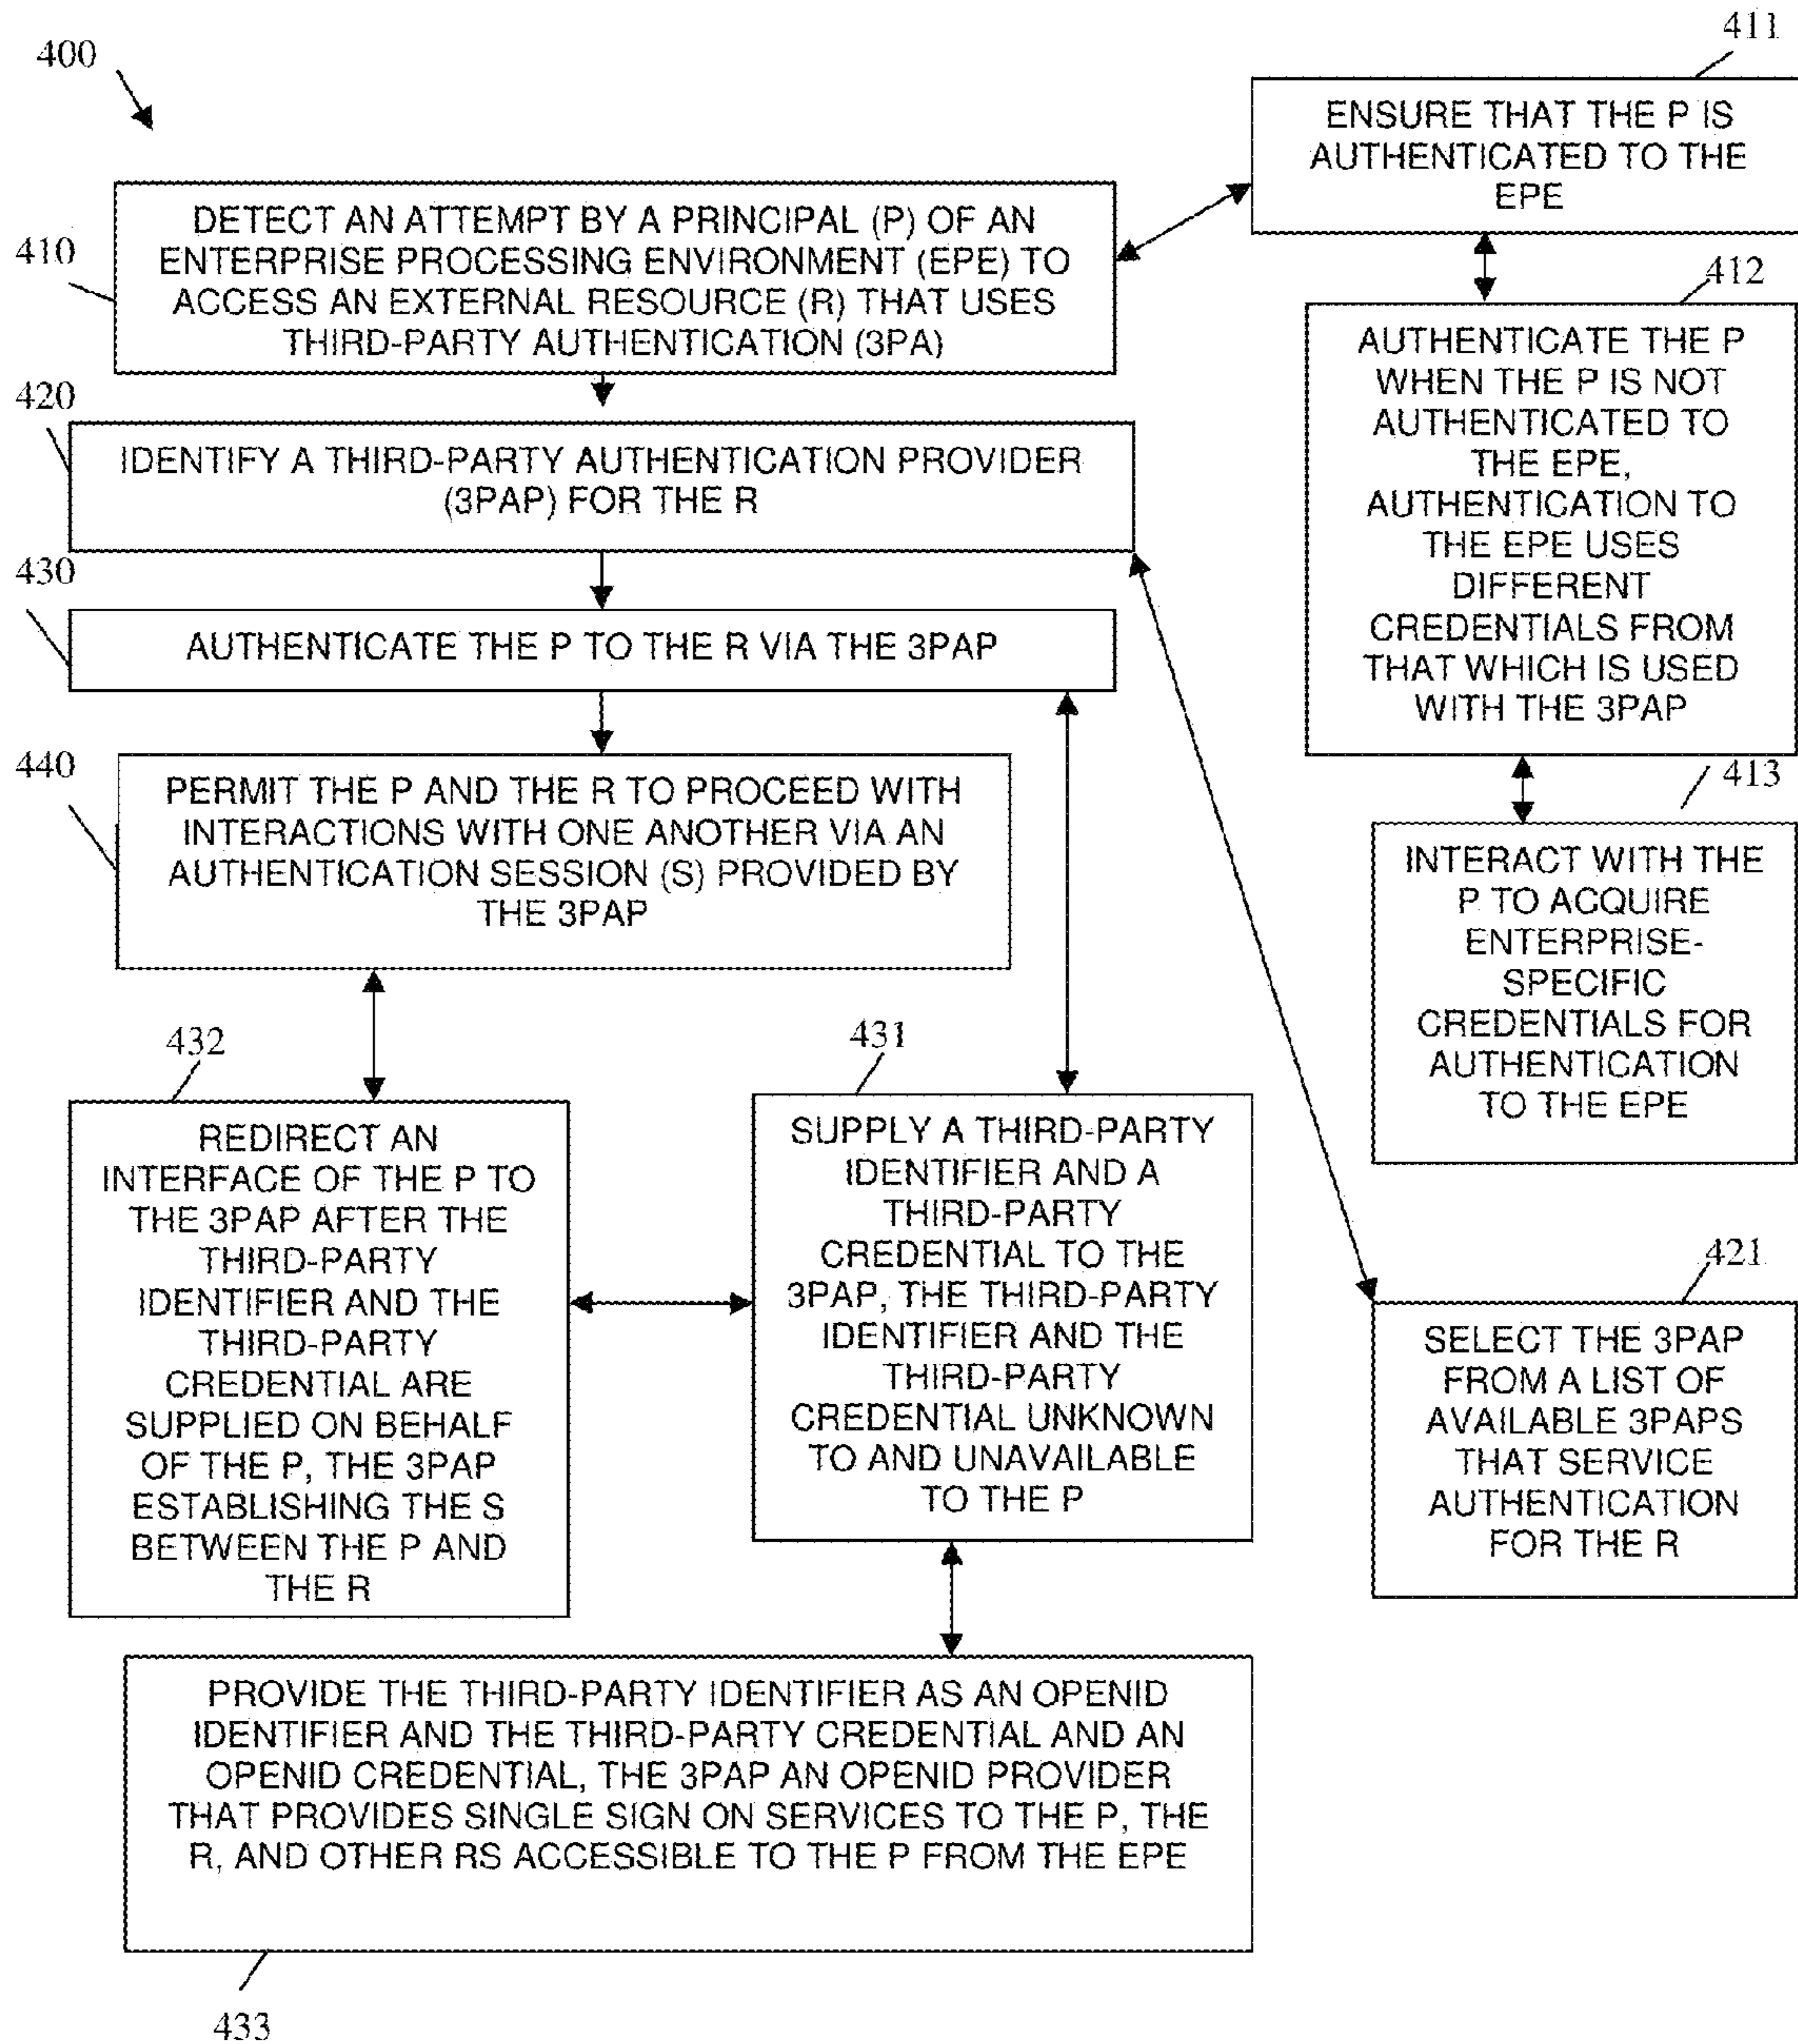 400
411
ENSURE THAT THE P IS
AUTHENTICATED TO THE
EPE
410
DETECT AN ATTEMPT BY A PRINCIPAL (P) OF AN
ENTERPRISE PROCESSING ENVIRONMENT (EPE) TO
ACCESS AN EXTERNAL RESOURCE (R) THAT USES
THIRD-PARTY AUTHENTICATION (3PA)
412
AUTHENTICATE THE P
WHEN THE P IS NOT
AUTHENTICATED TO
THE EPE,
AUTHENTICATION TO
THE EPE USES
DIFFERENT
CREDENTIALS FROM
THAT WHICH IS USED
WITH THE 3PAP
420
IDENTIFY A THIRD-PARTY AUTHENTICATION PROVIDER
(3PAP) FOR THE R
430
AUTHENTICATE THE P TO THE R VIA THE 3PAP
440
PERMIT THE P AND THE R TO PROCEED WITH
INTERACTIONS WITH ONE ANOTHER VIA AN
AUTHENTICATION SESSION (S) PROVIDED BY
THE 3PAP
413
INTERACT WITH THE
P TO ACQUIRE
ENTERPRISE-
SPECIFIC
CREDENTIALS FOR
AUTHENTICATION
TO THE EPE
432
REDIRECT AN
INTERFACE OF THE P TO
THE 3PAP AFTER THE
THIRD-PARTY
IDENTIFIER AND THE
THIRD-PARTY
CREDENTIAL ARE
SUPPLIED ON BEHALF
OF THE P, THE 3PAP
ESTABLISHING THE S
BETWEEN THE P AND
THE R
431
SUPPLY A THIRD-PARTY
IDENTIFIER AND A
THIRD-PARTY
CREDENTIAL TO THE
3PAP, THE THIRD-PARTY
IDENTIFIER AND THE
THIRD-PARTY
CREDENTIAL UNKNOWN
TO AND UNAVAILABLE
TO THE P
421
SELECT THE 3PAP
FROM A LIST OF
AVAILABLE 3PAPS
THAT SERVICE
AUTHENTICATION
FOR THE R
PROVIDE THE THIRD-PARTY IDENTIFIER AS AN OPENID
IDENTIFIER AND THE THIRD-PARTY CREDENTIAL AND AN
OPENID CREDENTIAL, THE 3PAP AN OPENID PROVIDER
THAT PROVIDES SINGLE SIGN ON SERVICES TO THE P, THE
R, AND OTHER RS ACCESSIBLE TO THE P FROM THE EPE
433